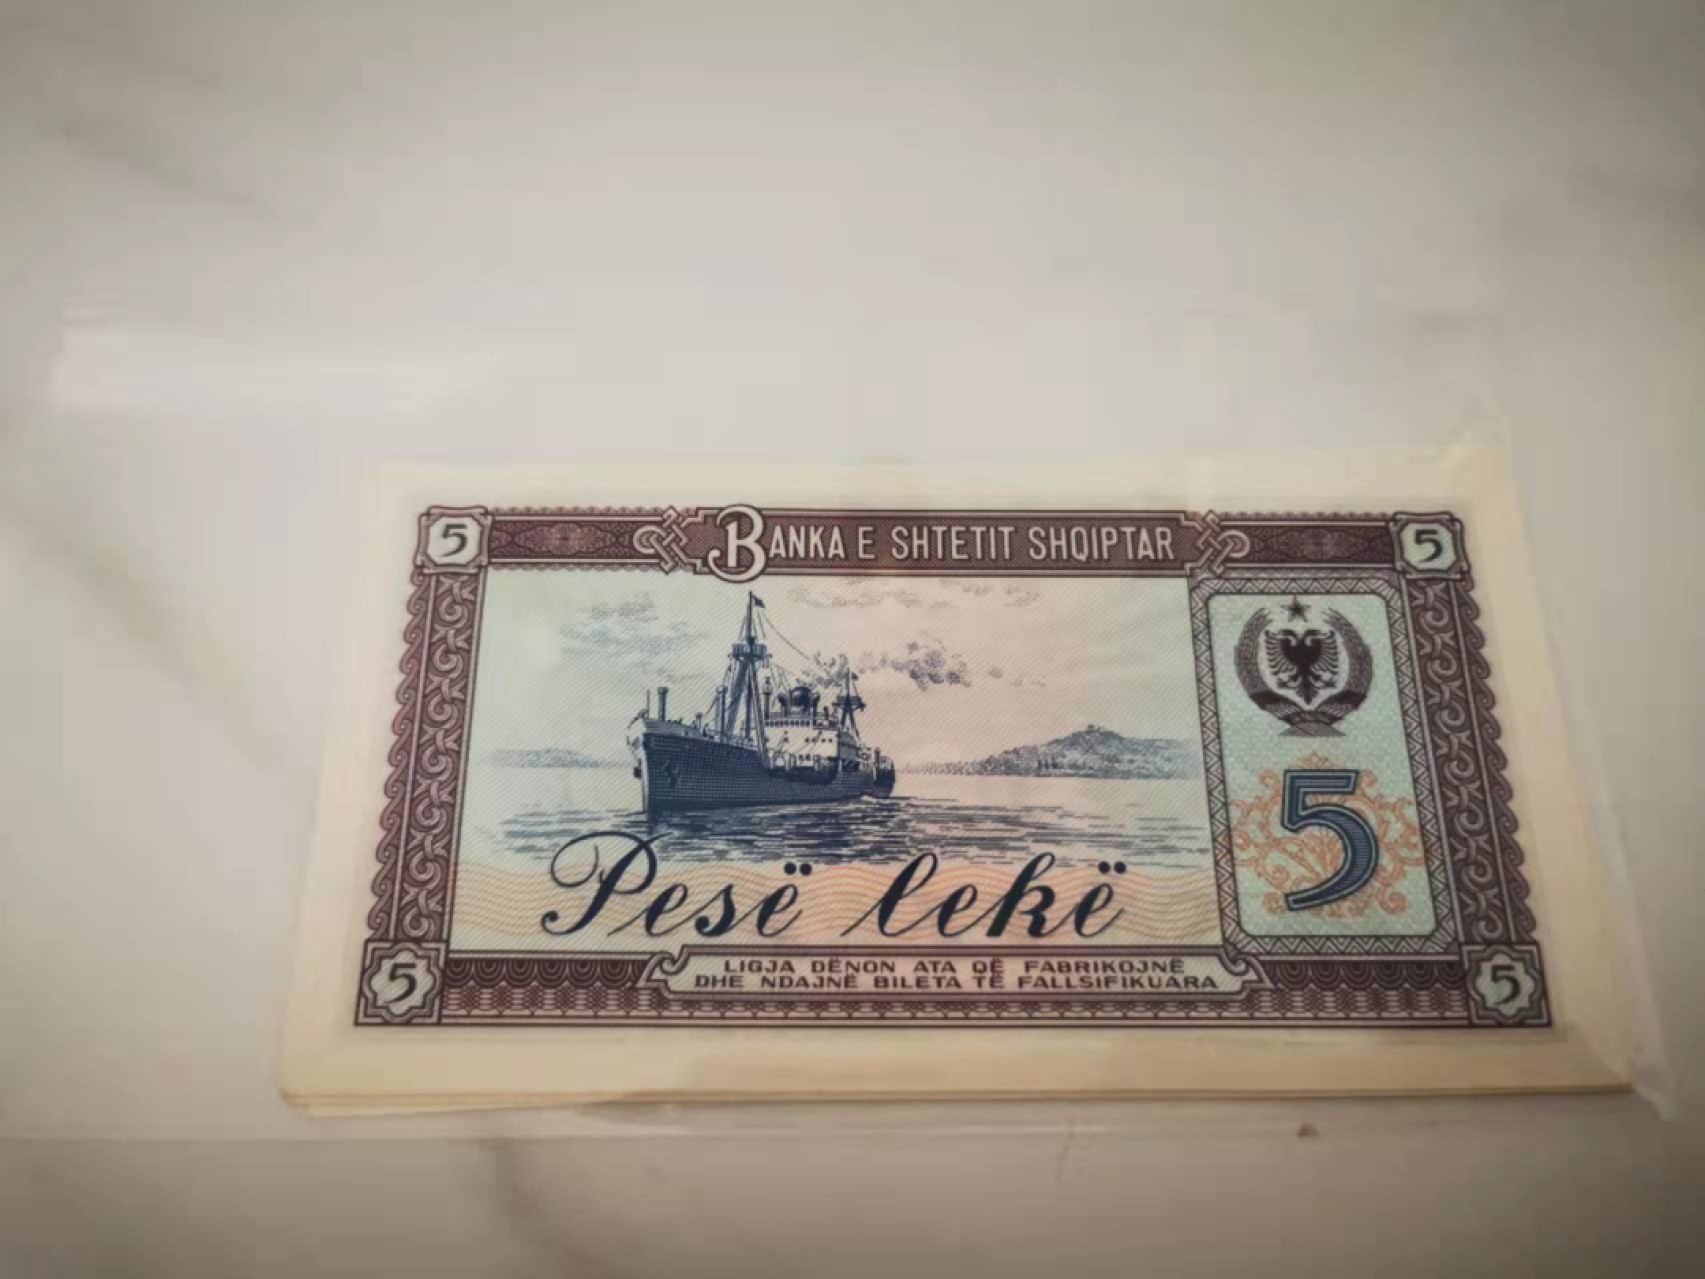 5 BANKA E SHTETIT SHQIPTAR 5
5
Pesë lekë
5 LIGJA DËNON ATA QË FABRIKOJNË 5
DHE NDAJNË BILETA TË FALLSIFIKUARA